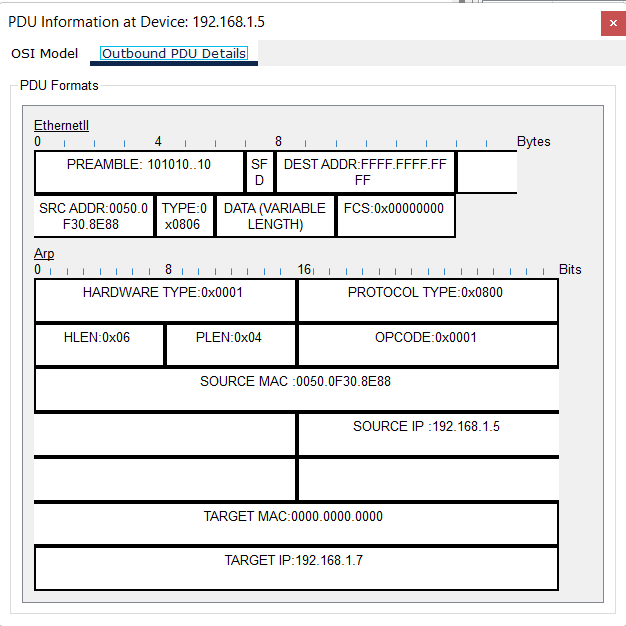 PDU Information at Device: 192.168.1.5
OSI Model Outbound PDU Details
PDU Formats
EthernetII
0 4 8 Bytes
PREAMBLE: 101010..10 SF DEST ADDR:FFFF.FFFF.FF
D FF
SRC ADDR:0050.0 TYPE:0 DATA (VARIABLE FCS:0x00000000
F30.8E88 x0806 LENGTH)
Arp
0 8 16 Bits
HARDWARE TYPE:0x0001 PROTOCOL TYPE:0x0800
HLEN:0x06 PLEN:0x04 OPCODE:0x0001
SOURCE MAC :0050.0F30.8E88
SOURCE IP :192.168.1.5
TARGET MAC:0000.0000.0000
TARGET IP:192.168.1.7